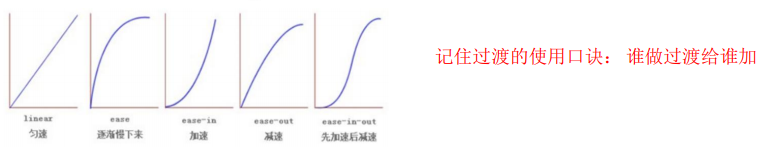 记住过渡的使用口诀： 谁做过渡给谁加
linear ease ease-in ease-out ease-in-out
匀速 逐渐慢下来 加速 减速 先加速后减速